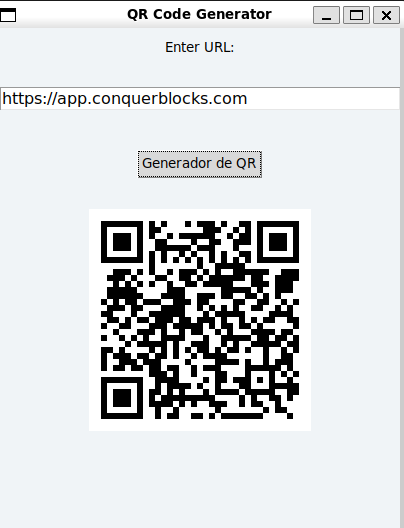 QR Code Generator
Enter URL:
https://app.conquerblocks.com
Generador de QR